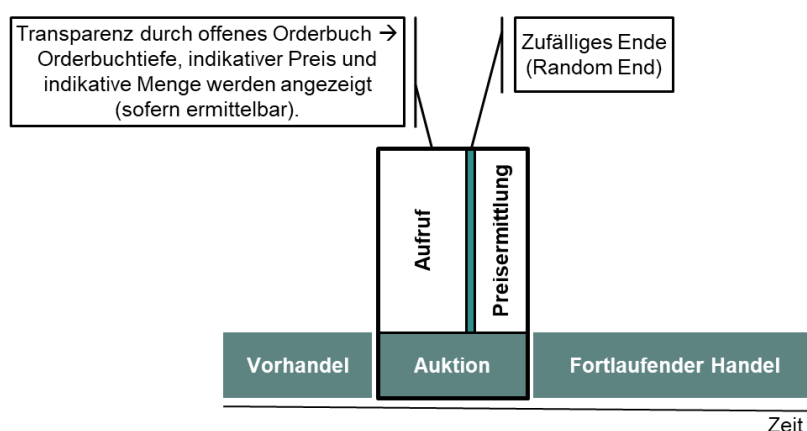 Transparenz durch offenes Orderbuch →
Orderbuchtiefe, indikativer Preis und
indikative Menge werden angezeigt
(sofern ermittelbar).
Zufälliges Ende
(Random End)
Aufruf
Preisermittlung
Vorhandel
Auktion
Fortlaufender Handel
Zeit